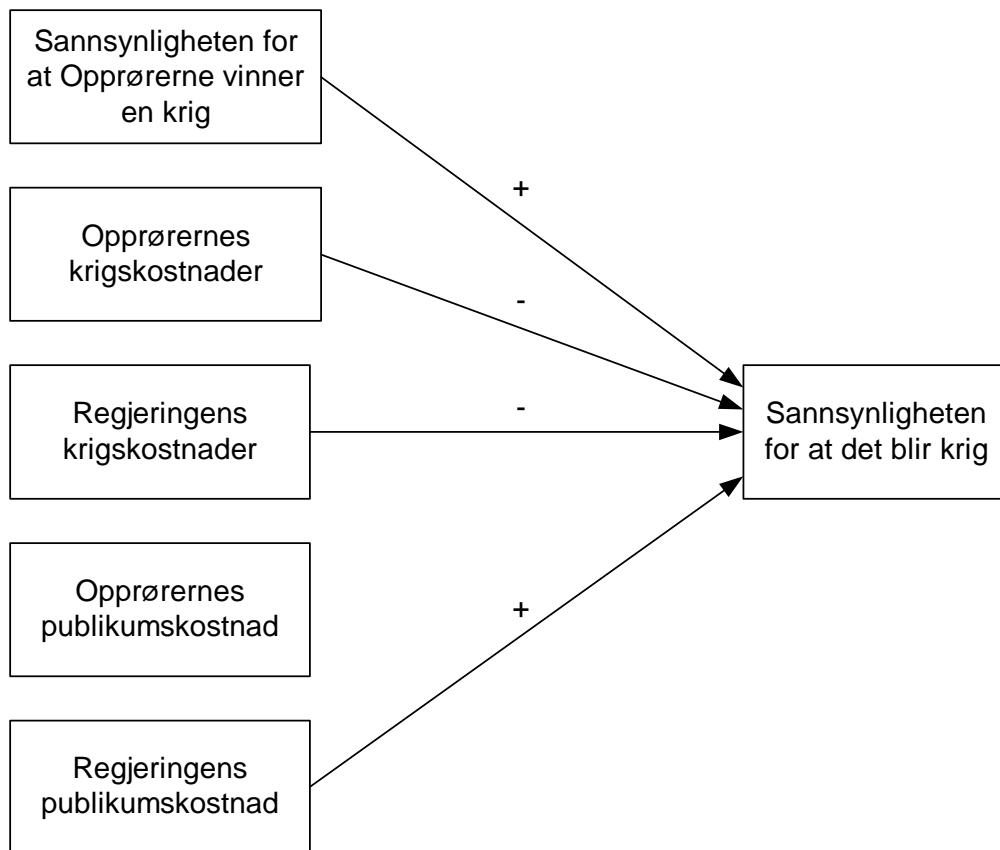 Sannsynligheten for
at Opprørerne vinner
en krig
+
Opprørernes
krigskostnader
-
Regjeringens
krigskostnader
-
Sannsynligheten
for at det blir krig
Opprørernes
publikumskostnad
+
Regjeringens
publikumskostnad